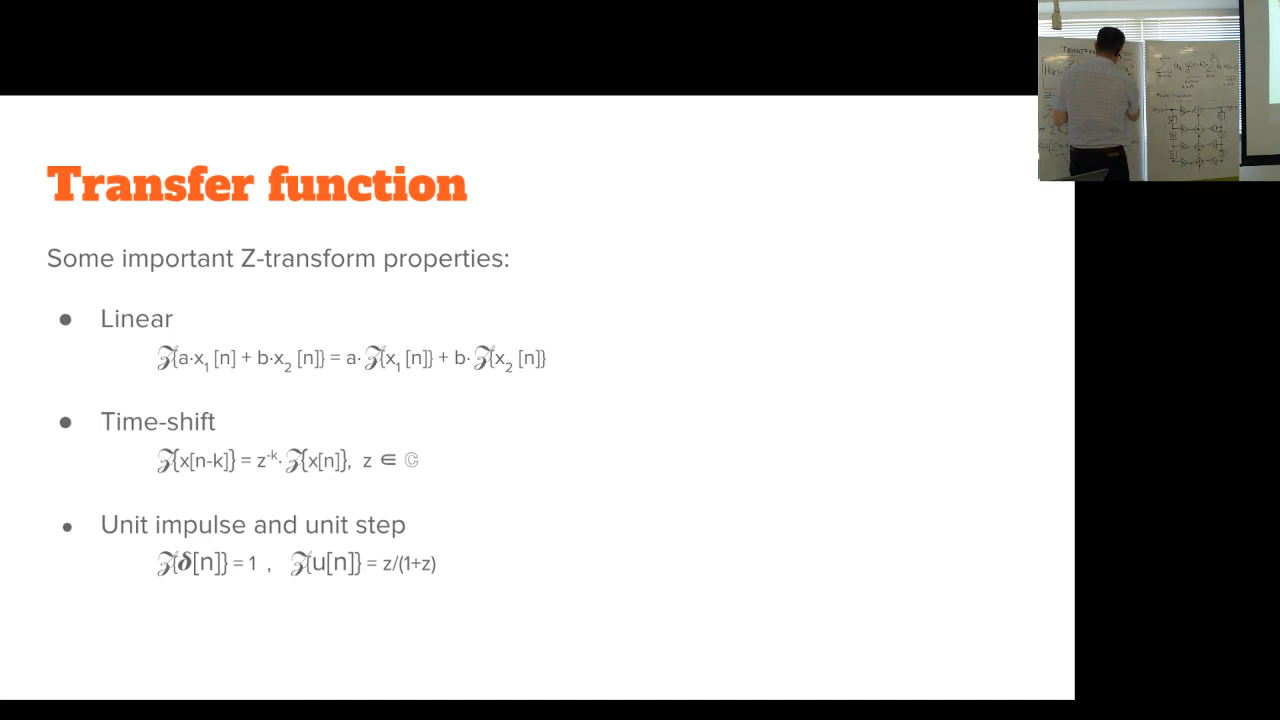 Transfer function
Some important Z-transform properties:
● Linear
𝒵{a·x₁ [n] + b·x₂ [n]} = a· 𝒵{x₁ [n]} + b· 𝒵{x₂ [n]}
● Time-shift
𝒵{x[n-k]} = z⁻ᵏ· 𝒵{x[n]}, z ∈ ℂ
● Unit impulse and unit step
𝒵{𝜹[n]} = 1 , 𝒵{u[n]} = z/(1+z)